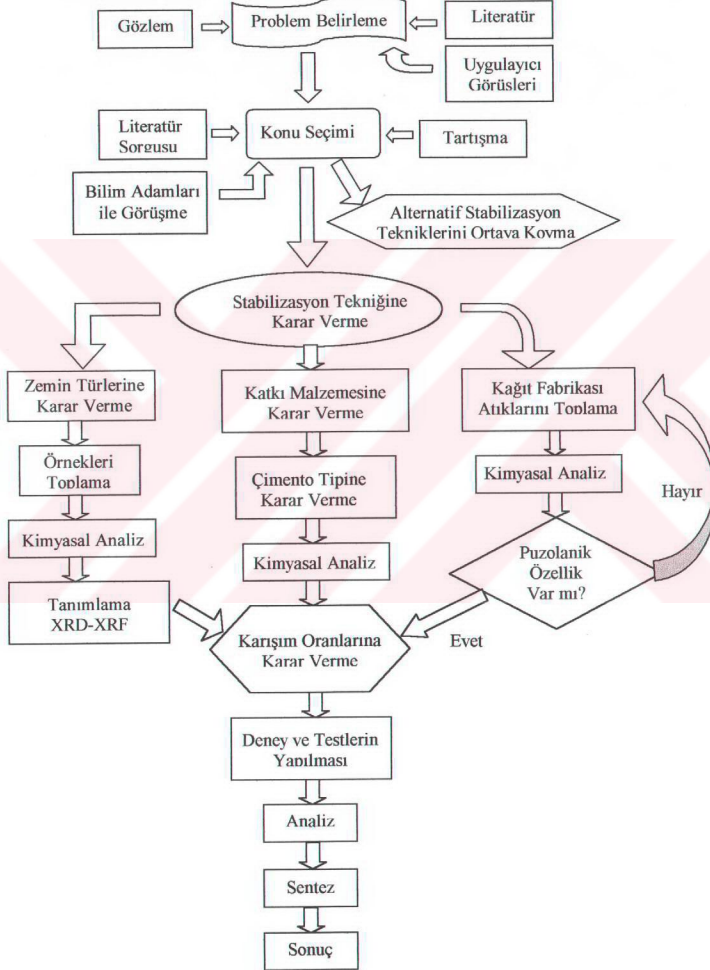 Gözlem
Problem Belirleme
Literatür
Uygulayıcı
Görüsleri
Literatür
Sorgusu
Konu Seçimi
Tartışma
Bilim Adamları
ile Görüşme
Alternatif Stabilizasyon
Tekniklerini Ortava Kovma
Stabilizasyon Tekniğine
Karar Verme
Zemin Türlerine
Karar Verme
Katkı Malzemesine
Karar Verme
Kağıt Fabrikası
Atıklarını Toplama
Örnekleri
Toplama
Çimento Tipine
Karar Verme
Kimyasal Analiz
Hayır
Kimyasal Analiz
Kimyasal Analiz
Puzolanik
Özellik
Var mı?
Tanımlama
XRD-XRF
Karışım Oranlarına
Karar Verme
Evet
Deney ve Testlerin
Yapılması
Analiz
Sentez
Sonuç